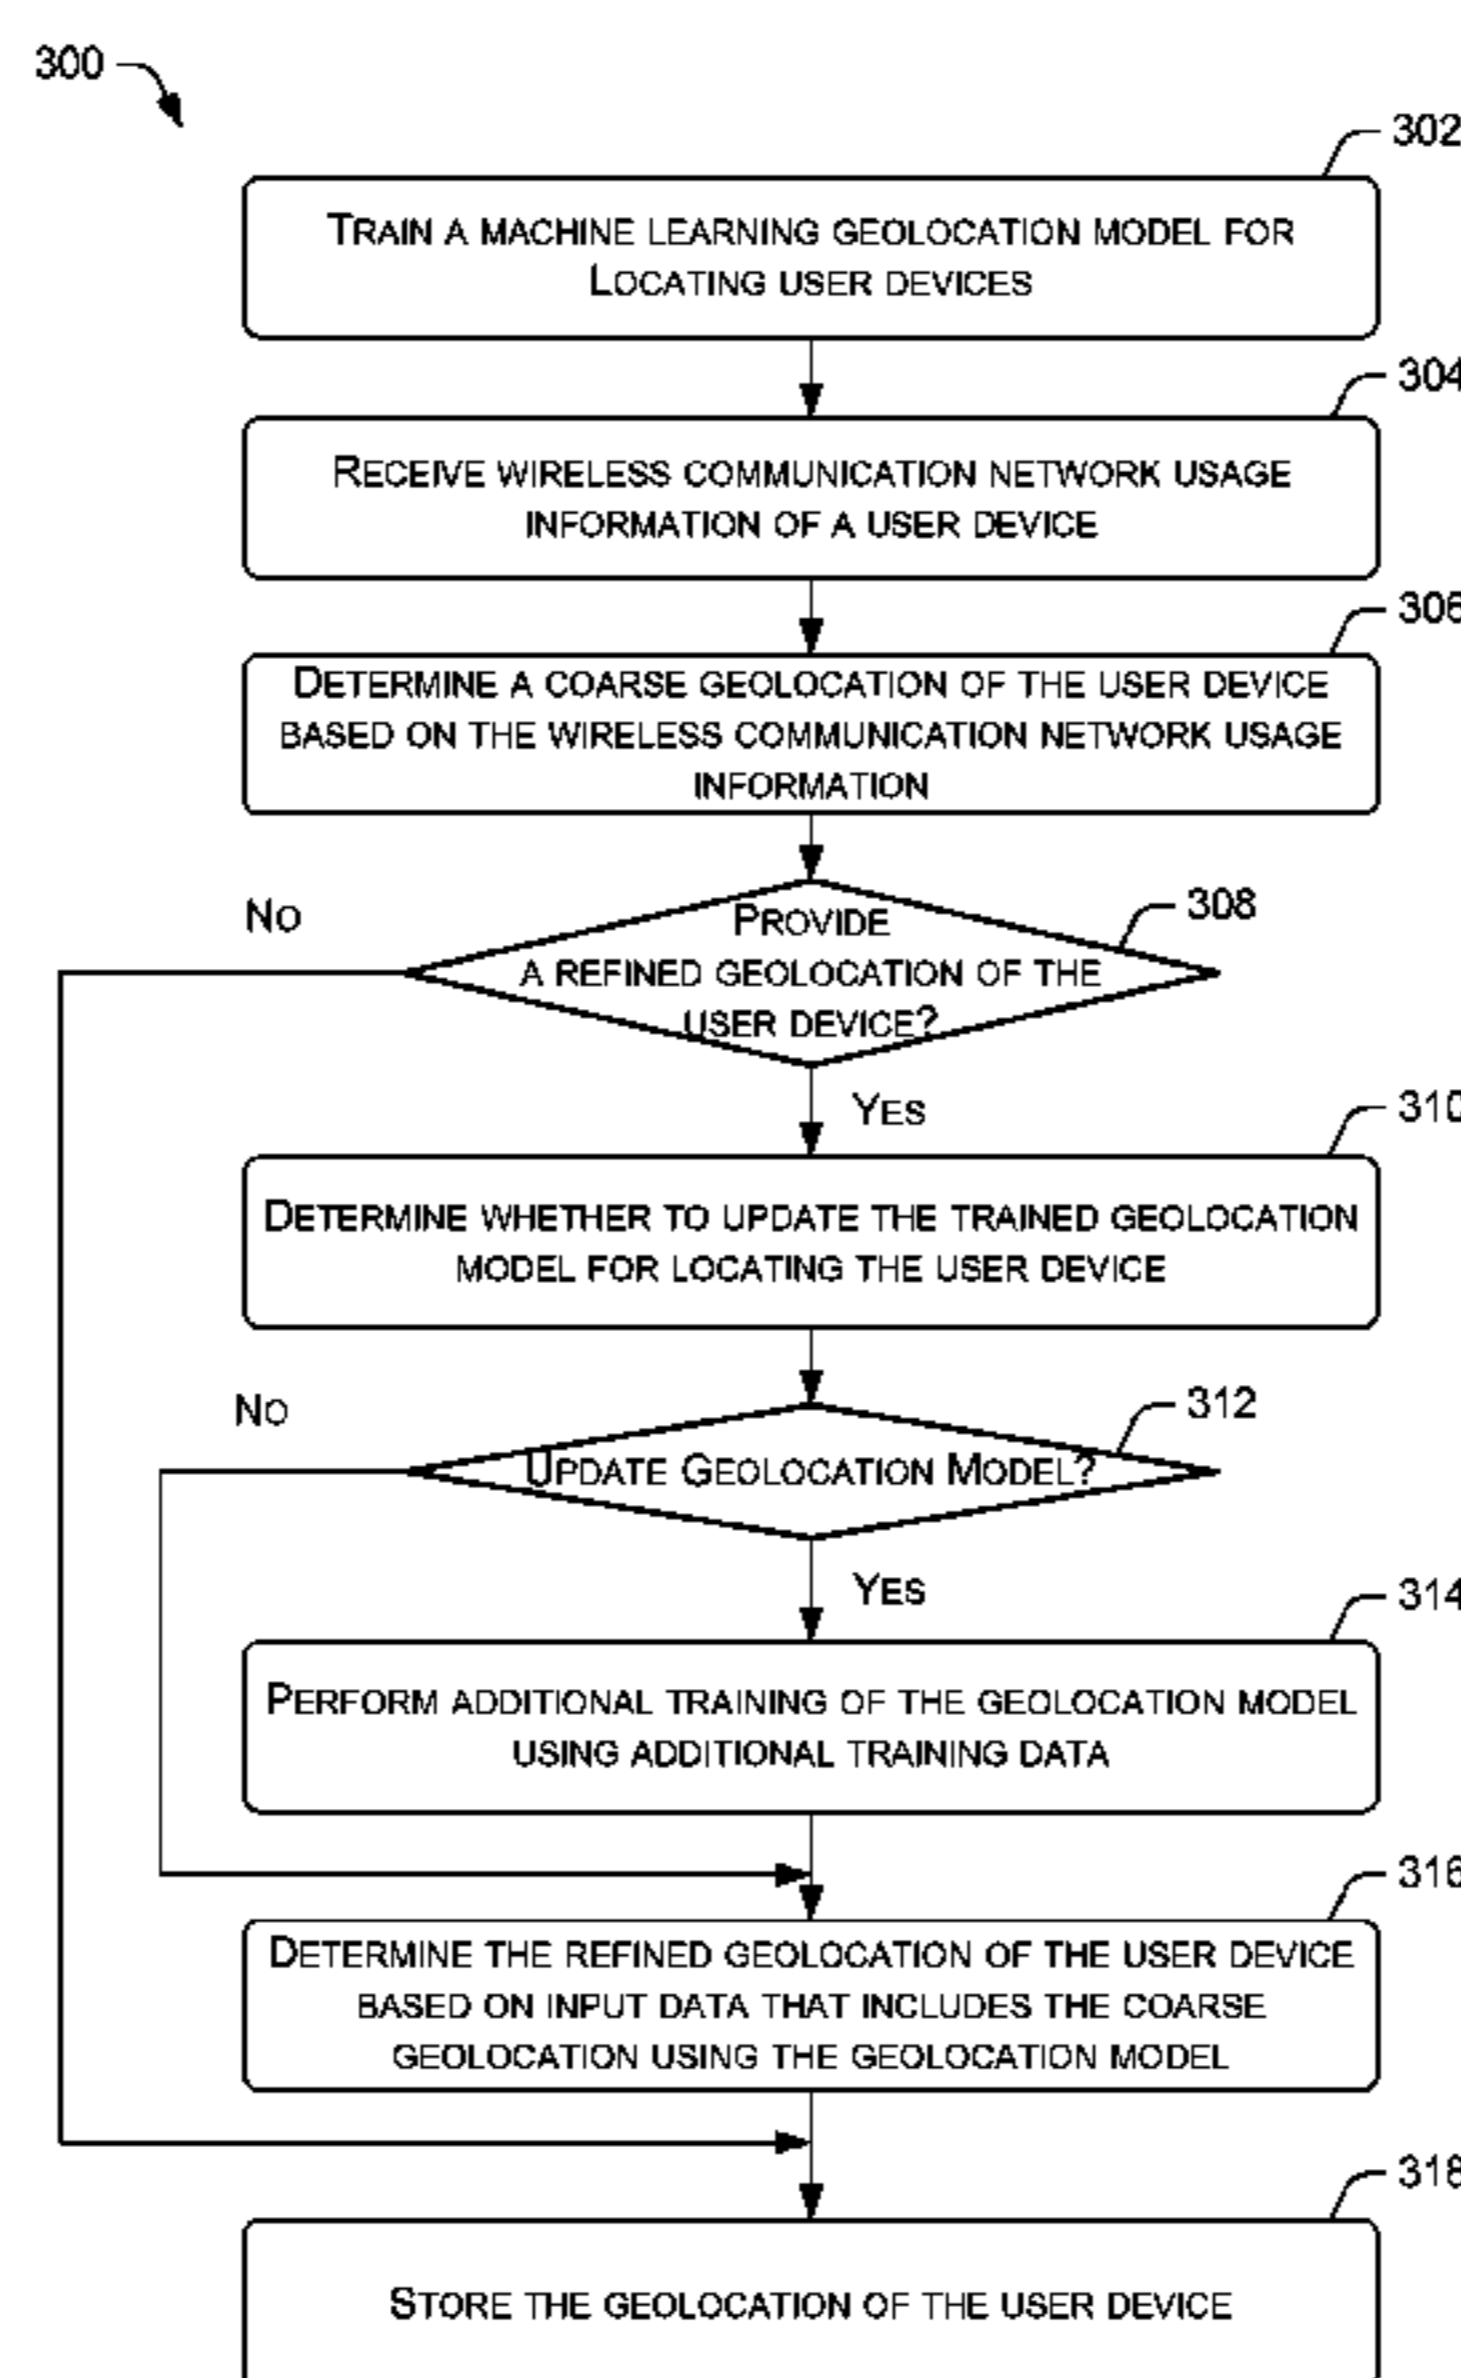 300
302
TRAIN A MACHINE LEARNING GEOLOCATION MODEL FOR
LOCATING USER DEVICES
304
RECEIVE WIRELESS COMMUNICATION NETWORK USAGE
INFORMATION OF A USER DEVICE
306
DETERMINE A COARSE GEOLOCATION OF THE USER DEVICE
BASED ON THE WIRELESS COMMUNICATION NETWORK USAGE
INFORMATION
308
NO
PROVIDE
A REFINED GEOLOCATION OF THE
USER DEVICE?
YES
310
DETERMINE WHETHER TO UPDATE THE TRAINED GEOLOCATION
MODEL FOR LOCATING THE USER DEVICE
312
NO
UPDATE GEOLOCATION MODEL?
YES
314
PERFORM ADDITIONAL TRAINING OF THE GEOLOCATION MODEL
USING ADDITIONAL TRAINING DATA
316
DETERMINE THE REFINED GEOLOCATION OF THE USER DEVICE
BASED ON INPUT DATA THAT INCLUDES THE COARSE
GEOLOCATION USING THE GEOLOCATION MODEL
318
STORE THE GEOLOCATION OF THE USER DEVICE